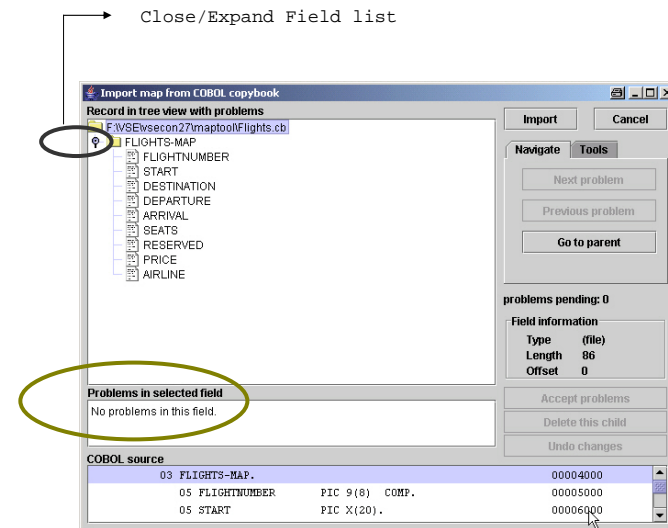 Close/Expand Field list
Import map from COBOL copybook
Record in tree view with problems
F:\VSE\vsecon27\maptool\Flights.cb
FLIGHTS-MAP
FLIGHTNUMBER
START
DESTINATION
DEPARTURE
ARRIVAL
SEATS
RESERVED
PRICE
AIRLINE
Import Cancel
Navigate Tools
Next problem
Previous problem
Go to parent
problems pending: 0
Field information
Type (file)
Length 86
Offset 0
Problems in selected field
No problems in this field.
Accept problems
Delete this child
Undo changes
COBOL source
03 FLIGHTS-MAP. 00004000
05 FLIGHTNUMBER PIC 9(8) COMP. 00005000
05 START PIC X(20). 00006000